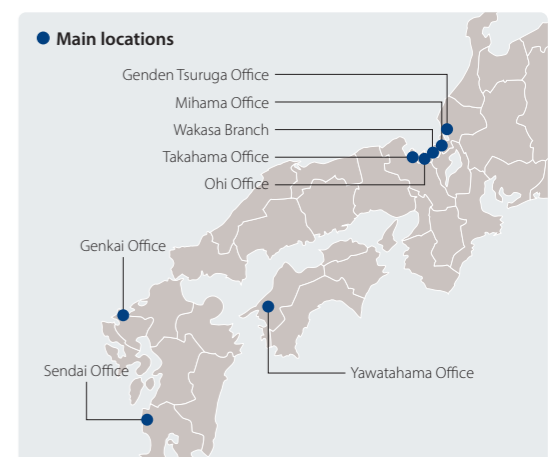 Main locations
Genden Tsuruga Office
Mihama Office
Wakasa Branch
Takahama Office
Ohi Office
Genkai Office
Sendai Office
Yawatahama Office